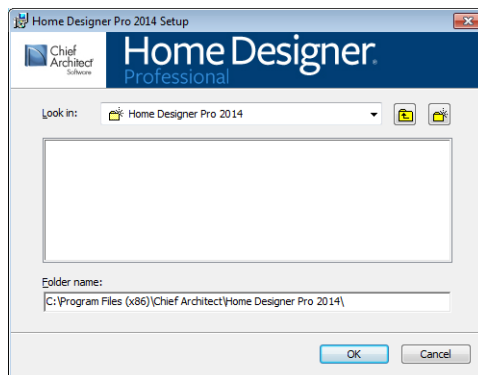 Home Designer Pro 2014 Setup
Chief
Architect
Software
Home Designer®
Professional
Look in:
Home Designer Pro 2014
Folder name:
C:\Program Files (x86)\Chief Architect\Home Designer Pro 2014\
OK
Cancel